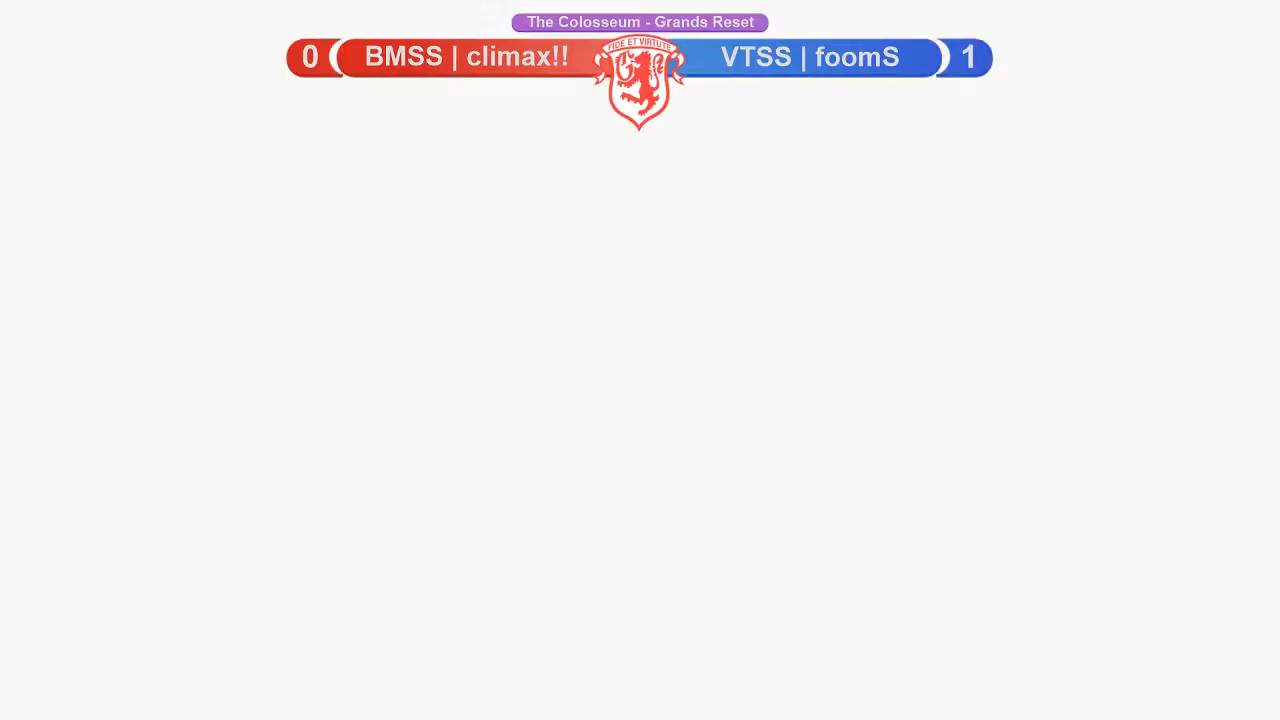 The Colosseum - Grands Reset
0 BMSS | climax!! VTSS | foomS 1
FIDE ET VIRTUTE